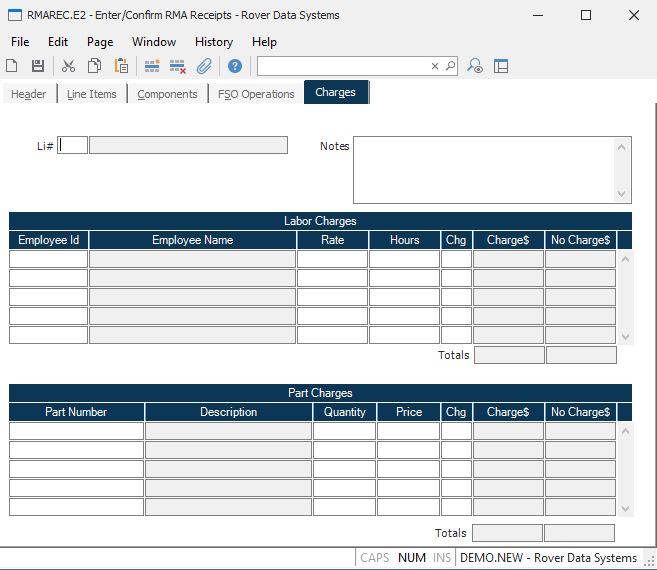 RMAREC.E2 - Enter/Confirm RMA Receipts - Rover Data Systems
File Edit Page Window History Help
Header Line Items Components FSO Operations Charges
Li# Notes
Labor Charges
Employee Id Employee Name Rate Hours Chg Charge$ No Charge$
Totals
Part Charges
Part Number Description Quantity Price Chg Charge$ No Charge$
Totals
CAPS NUM INS DEMO.NEW - Rover Data Systems